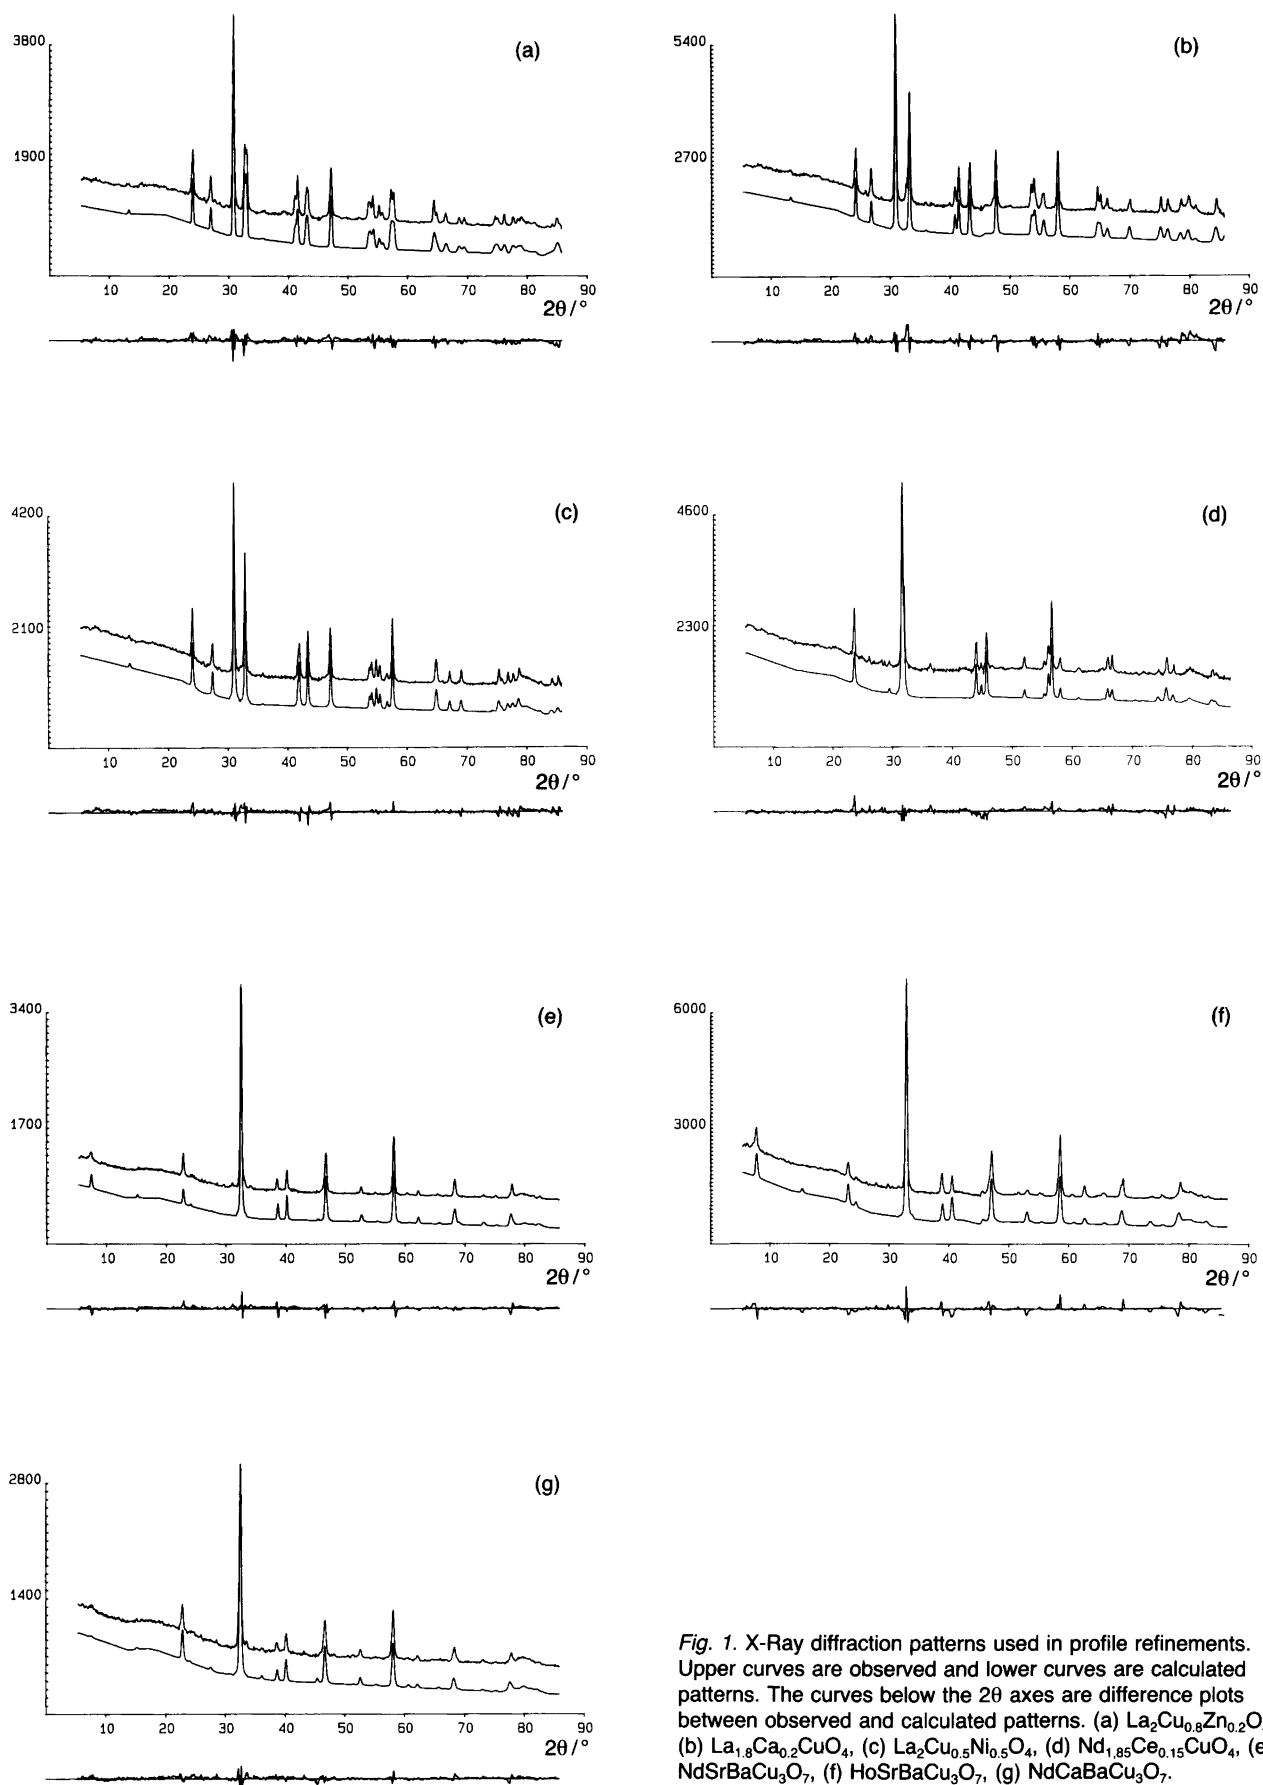 3800
1900
(a)
10 20 30 40 50 60 70 80 90
2θ/°
5400
2700
(b)
10 20 30 40 50 60 70 80 90
2θ/°
4200
2100
(c)
10 20 30 40 50 60 70 80 90
2θ/°
4600
2300
(d)
10 20 30 40 50 60 70 80 90
2θ/°
3400
1700
(e)
10 20 30 40 50 60 70 80 90
2θ/°
6000
3000
(f)
10 20 30 40 50 60 70 80 90
2θ/°
2800
1400
(g)
10 20 30 40 50 60 70 80 90
2θ/°
Fig. 1. X-Ray diffraction patterns used in profile refinements.
Upper curves are observed and lower curves are calculated
patterns. The curves below the 2θ axes are difference plots
between observed and calculated patterns. (a)
(b) La₁.₈Ca₀.₂CuO₄, (c) La₂Cu₀.₅Ni₀.₅O₄, (d) Nd₁,₈₅Ce₀.₁₅CuO₄, (e
NdSrBaCu₃O₇, (f) HoSrBaCu₃O₇, (g) NdCaBaCu₃O₇.